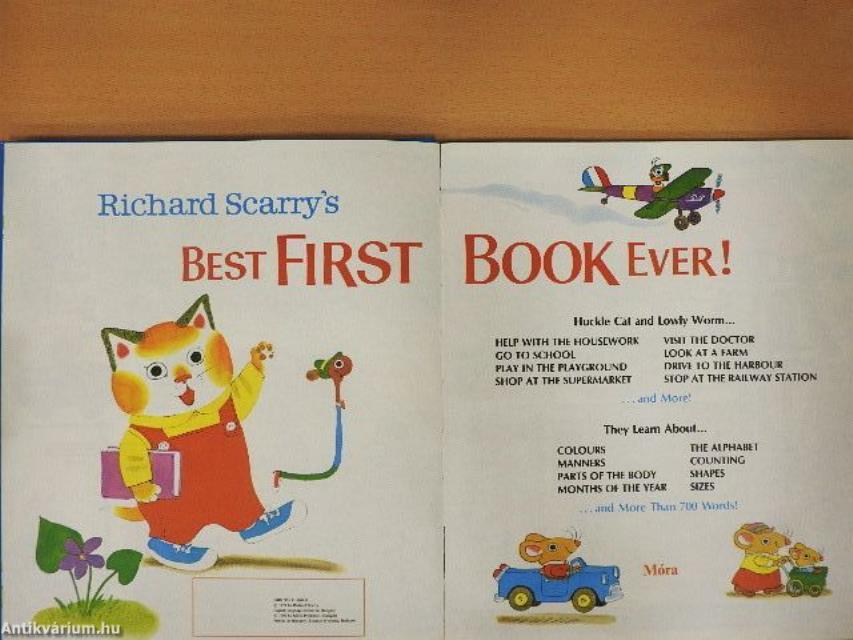 Richard Scarry's
BEST FIRST BOOK EVER!
Huckle Cat and Lowly Worm...
HELP WITH THE HOUSEWORK
GO TO SCHOOL
PLAY IN THE PLAYGROUND
SHOP AT THE SUPERMARKET
VISIT THE DOCTOR
LOOK AT A FARM
DRIVE TO THE HARBOUR
STOP AT THE RAILWAY STATION
...and More!
They Learn About...
COLOURS
MANNERS
PARTS OF THE BODY
MONTHS OF THE YEAR
THE ALPHABET
COUNTING
SHAPES
SIZES
...and More Than 700 Words!
Móra
Antikvárium.hu